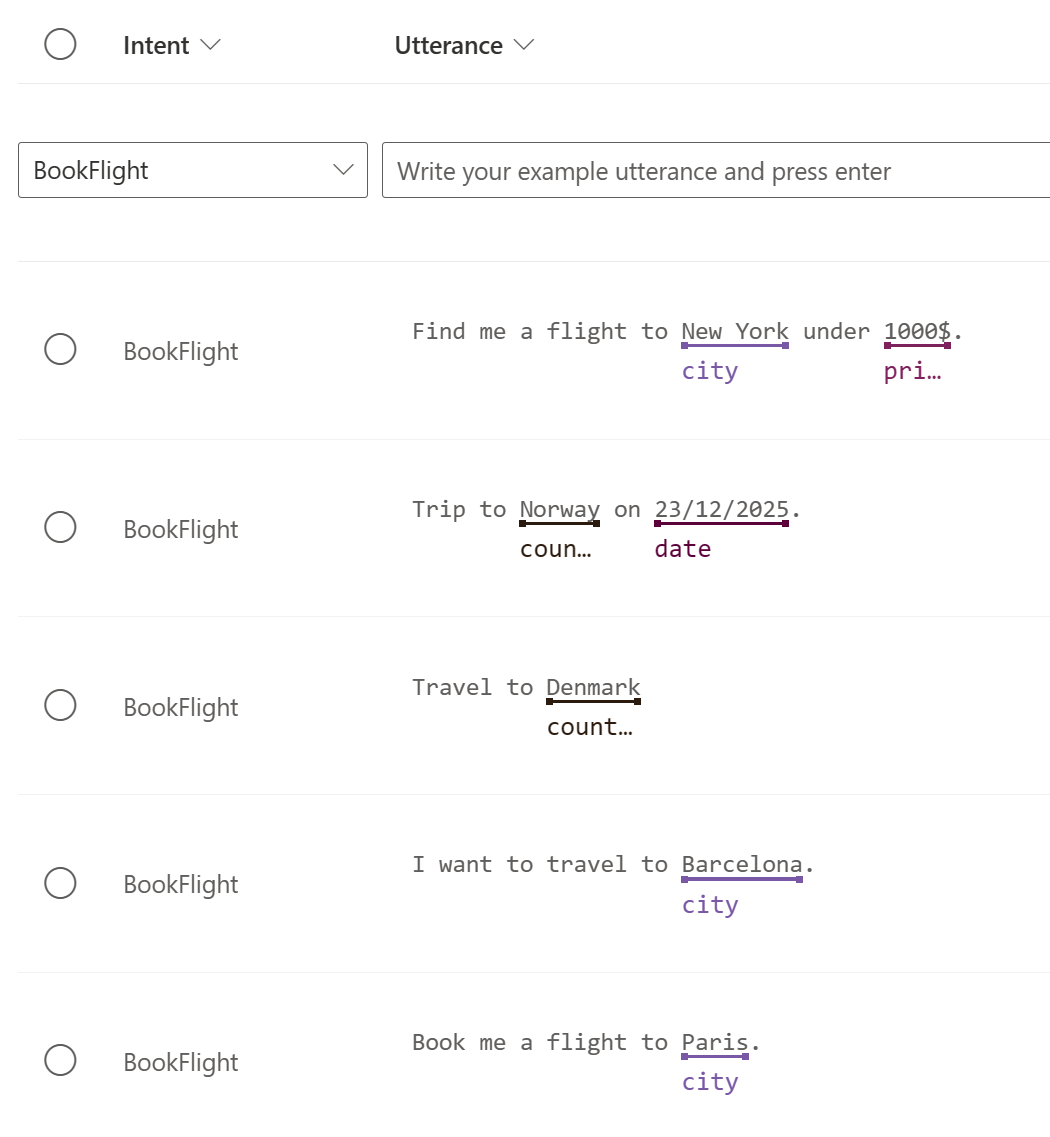 Intent Utterance
BookFlight Write your example utterance and press enter
Find me a flight to New York under 1000$.
BookFlight
city pri…
Trip to Norway on 23/12/2025.
BookFlight
coun… date
Travel to Denmark
BookFlight
count…
I want to travel to Barcelona.
BookFlight
city
Book me a flight to Paris.
BookFlight
city